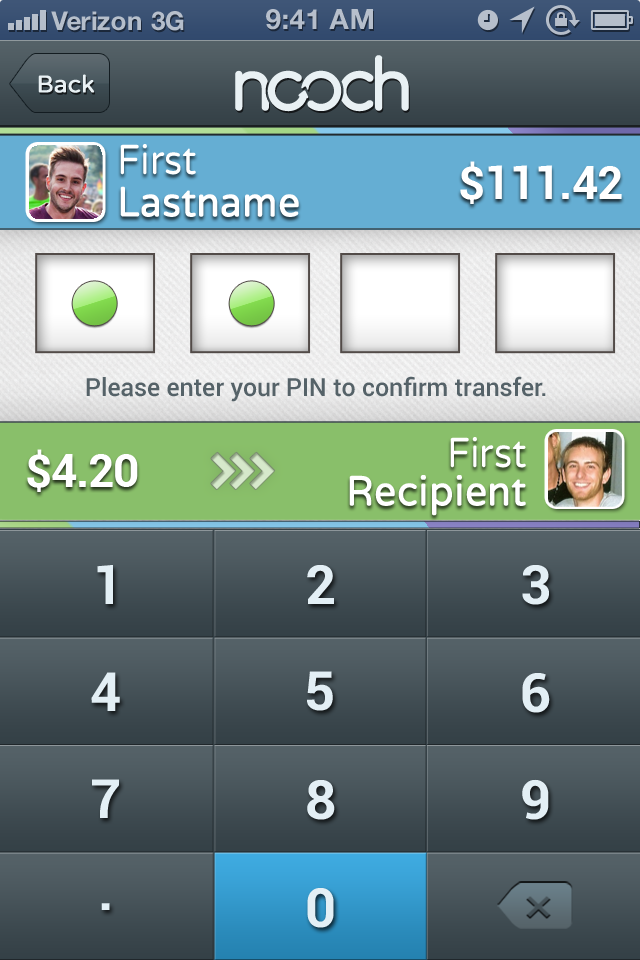 Verizon 3G 9:41 AM
Back nooch
First
Lastname $111.42
Please enter your PIN to confirm transfer.
$4.20 First
Recipient
1 2 3
4 5 6
7 8 9
. 0